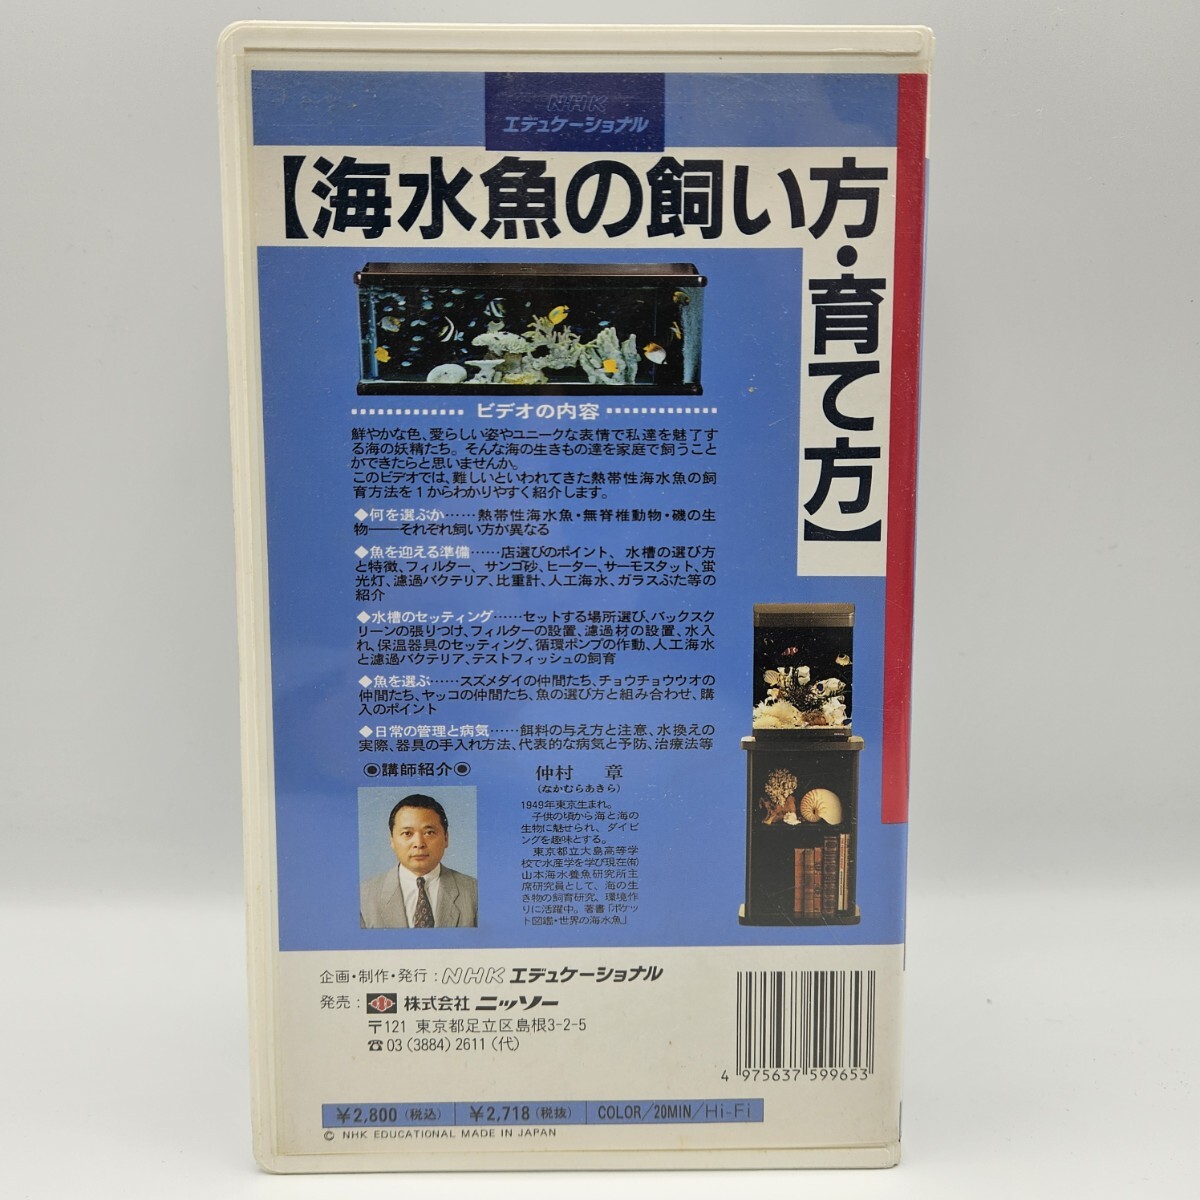 NHK
エデュケーショナル
【海水魚の飼い方・育て方】
ビデオの内容
鮮やかな色、愛らしい姿やユニークな表情で私達を魅了す
る海の妖精たち。そんな海の生きもの達を家庭で飼うこと
ができたらと思いませんか。
このビデオでは、難しいといわれてきた熱帯性海水魚の飼
育方法を1からわかりやすく紹介します。
◆何を選ぶか……熱帯性海水魚・無脊椎動物・磯の生
物――それぞれ飼い方が異なる
◆魚を迎える準備……店選びのポイント、水槽の選び方
と特徴、フィルター、サンゴ砂、ヒーター、サーモスタット、蛍
光灯、濾過バクテリア、比重計、人工海水、ガラスぶた等の
紹介
◆水槽のセッティング……セットする場所選び、バックスク
リーンの張りつけ、フィルターの設置、濾過材の設置、水入
れ、保温器具のセッティング、循環ポンプの作動、人工海水
と濾過バクテリア、テストフィッシュの飼育
◆魚を選ぶ……スズメダイの仲間たち、チョウチョウウオの
仲間たち、ヤッコの仲間たち、魚の選び方と組み合わせ、購
入のポイント
◆日常の管理と病気……餌料の与え方と注意、水換えの
実際、器具の手入れ方法、代表的な病気と予防、治療法等
◉講師紹介◉
仲村 章
(なかむらあきら)
1949年東京生まれ。
子供の頃から海と海の
生物に魅せられ、ダイビ
ングを趣味とする。
東京都立大島高等学
校で水産学を学び現在(有)
山本海水養魚研究所主
席研究員として、海の生
き物の飼育研究、環境作
りに活躍中。著書「ポケッ
ト図鑑・世界の海水魚」
企画・制作・発行：NHK エデュケーショナル
発売： 株式会社 ニッソー
〒121 東京都足立区島根3-2-5
☎03 (3884) 2611 (代)
4 975637 599653
¥2,800 (税込) ¥2,718 (税抜) COLOR/20MIN/Hi-Fi
© NHK EDUCATIONAL MADE IN JAPAN